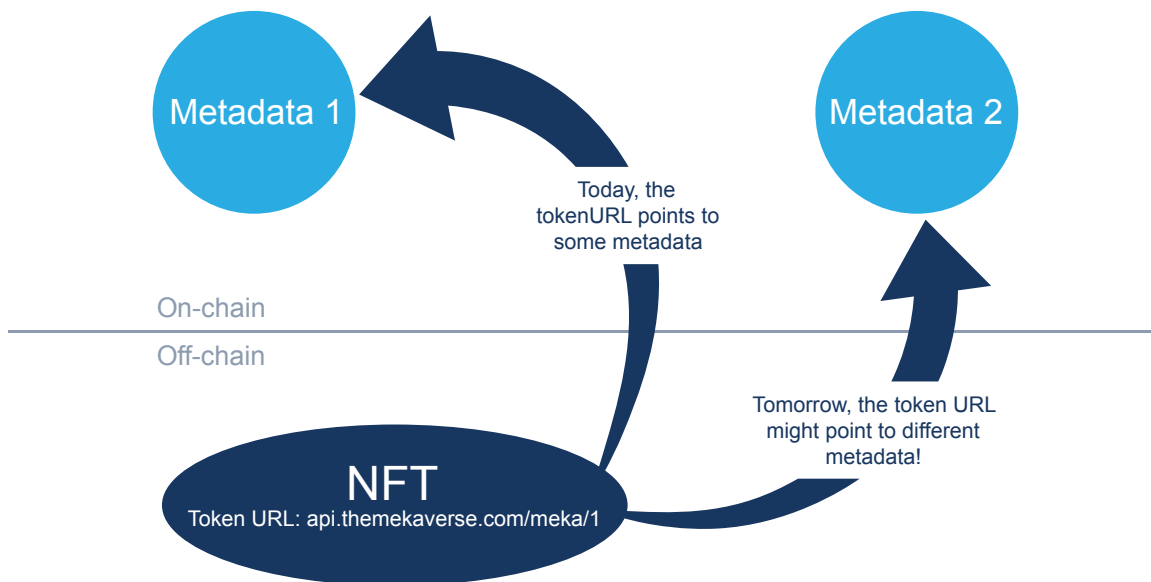 Metadata 1
Metadata 2
Today, the
tokenURL points to
some metadata
On-chain
Off-chain
Tomorrow, the token URL
might point to different
metadata!
NFT
Token URL: api.themekaverse.com/meka/1